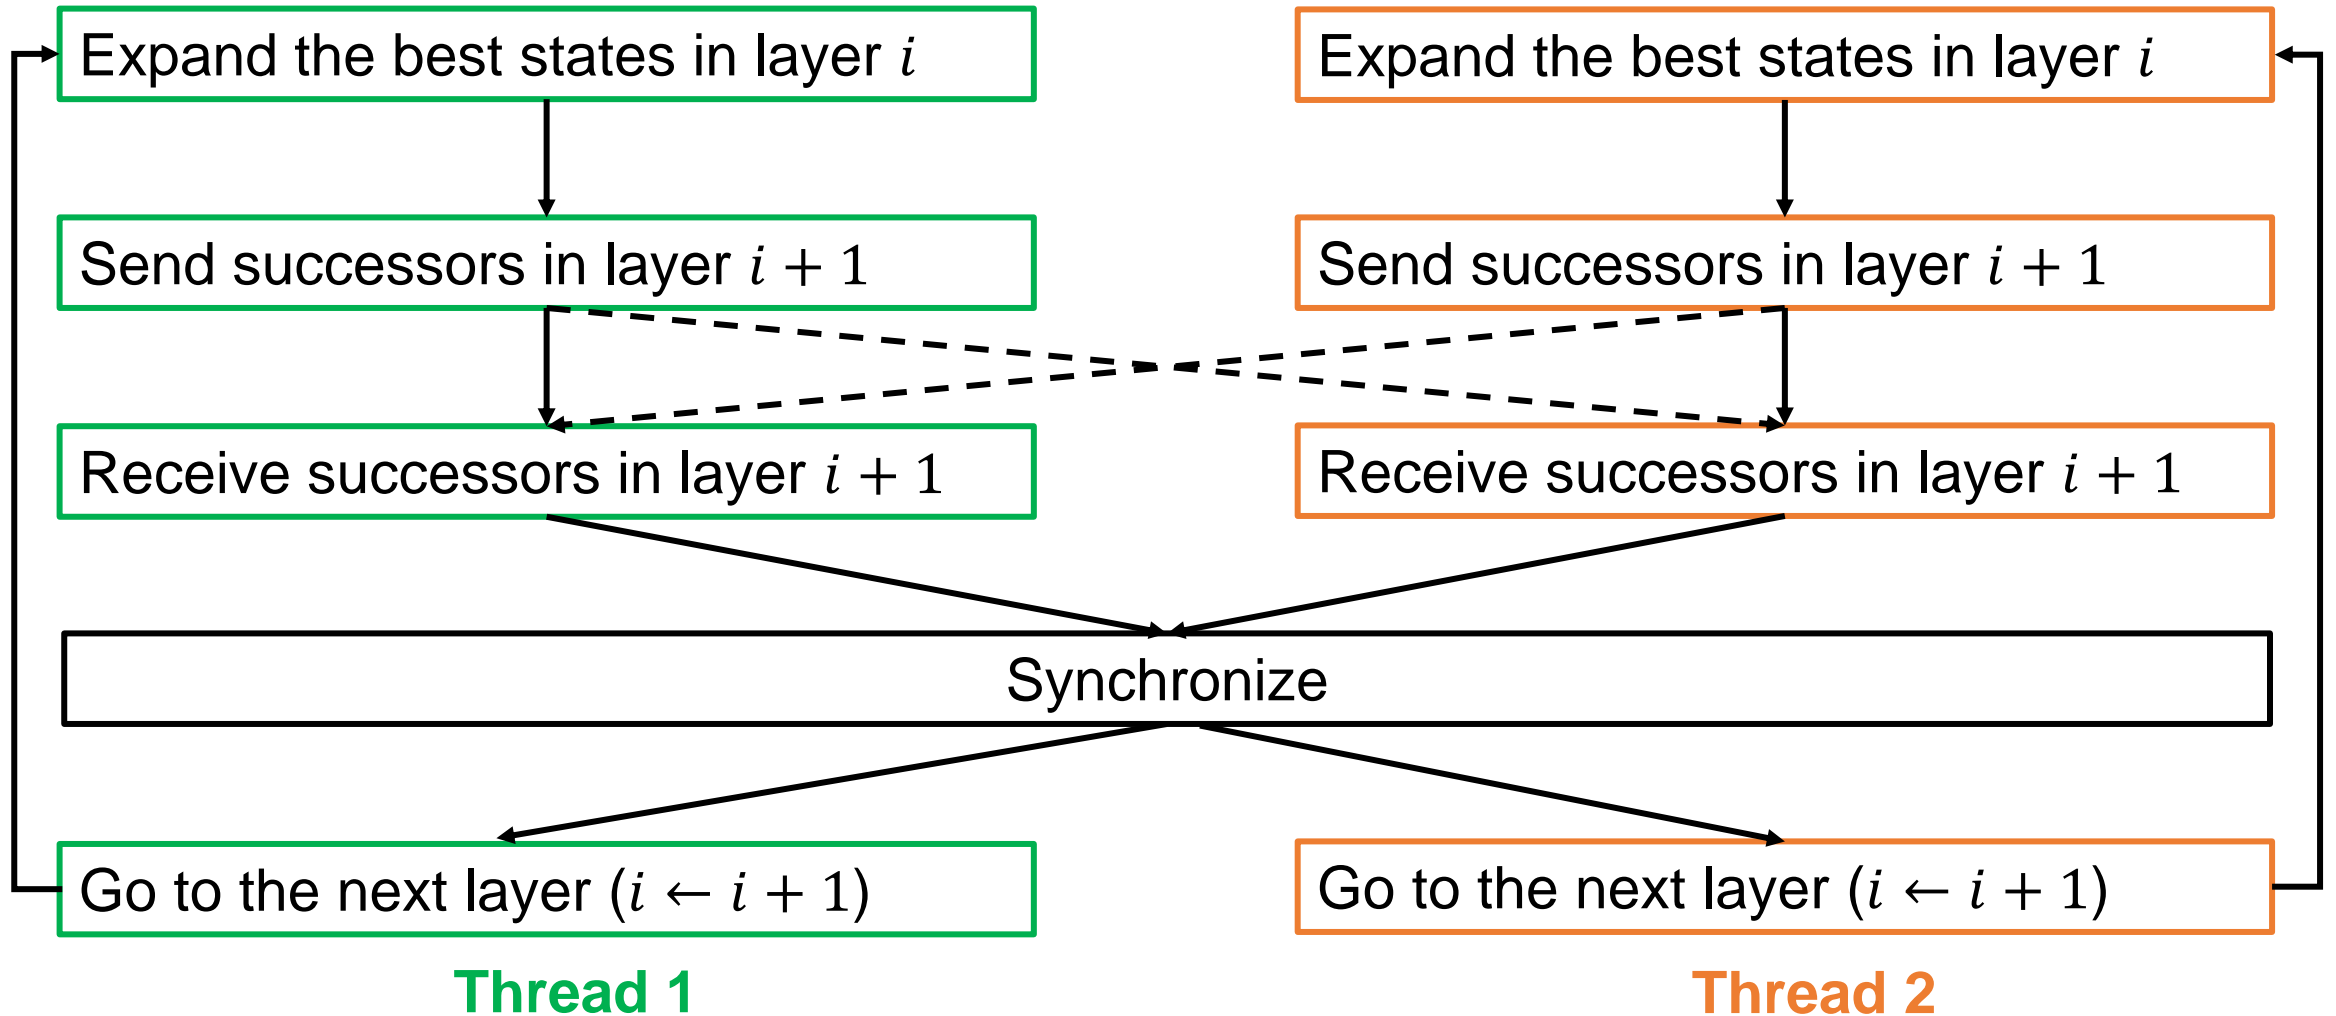 Expand the best states in layer i
Expand the best states in layer i
Send successors in layer i + 1
Send successors in layer i + 1
Receive successors in layer i + 1
Receive successors in layer i + 1
Synchronize
Go to the next layer (i ← i + 1)
Go to the next layer (i ← i + 1)
Thread 1
Thread 2